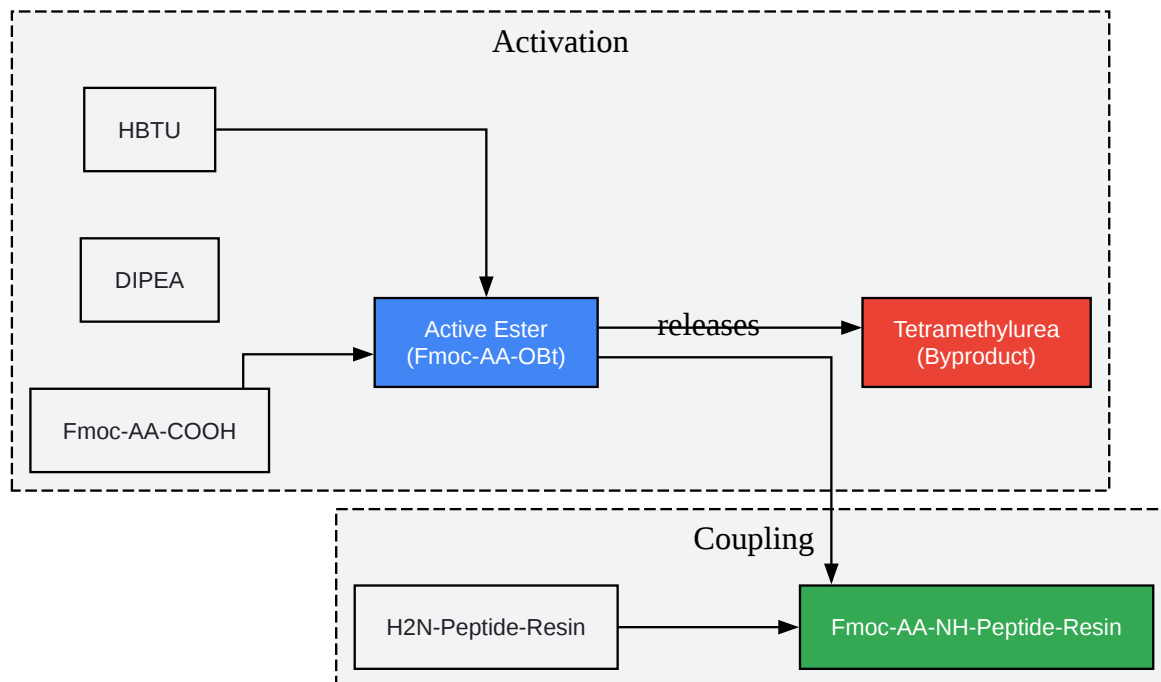 Activation
HBTU
DIPEA
Fmoc-AA-COOH
Active Ester
(Fmoc-AA-OBt)
releases
Tetramethylurea
(Byproduct)
Coupling
H2N-Peptide-Resin
Fmoc-AA-NH-Peptide-Resin